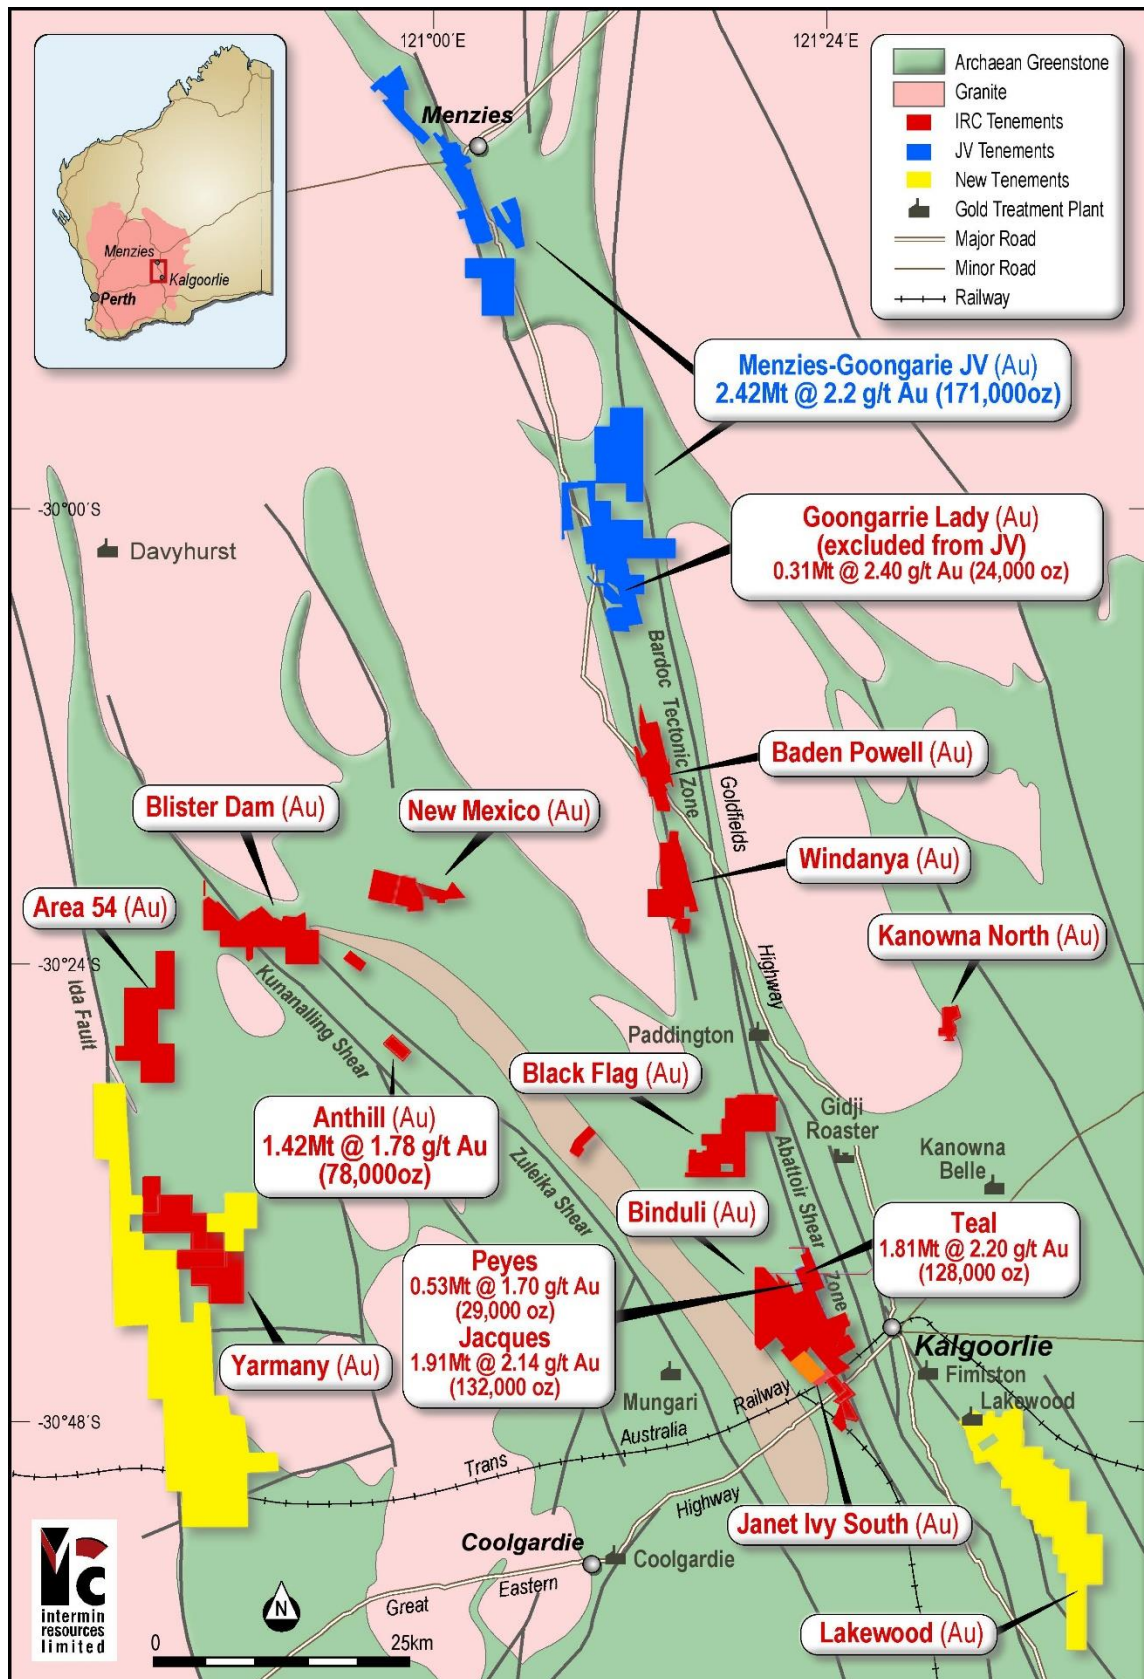 121°00´E
121°24´E
Archaean Greenstone
Granite
IRC Tenements
JV Tenements
New Tenements
Gold Treatment Plant
Major Road
Minor Road
Railway
Menzies
Kalgoorlie
Perth
Menzies
Menzies-Goongarie JV (Au)
2.42Mt @ 2.2 g/t Au (171,000oz)
-30°00´S
Davyhurst
Goongarrie Lady (Au)
(excluded from JV)
0.31Mt @ 2.40 g/t Au (24,000 oz)
Bardoc Tectonic Zone
Baden Powell (Au)
Goldfields
Highway
Blister Dam (Au)
New Mexico (Au)
Windanya (Au)
Area 54 (Au)
Kanowna North (Au)
-30°24´S
Ida Fault
Kunanalling Shear
Paddington
Black Flag (Au)
Anthill (Au)
1.42Mt @ 1.78 g/t Au
(78,000oz)
Zuleika Shear
Abattoir Shear
Zone
Gidji
Roaster
Kanowna
Belle
Binduli (Au)
Teal
1.81Mt @ 2.20 g/t Au
(128,000 oz)
Peyes
0.53Mt @ 1.70 g/t Au
(29,000 oz)
Jacques
1.91Mt @ 2.14 g/t Au
(132,000 oz)
Yarmany (Au)
Kalgoorlie
Fimiston
Lakewood
Mungari
-30°48´S
Trans
Australia
Railway
Highway
Janet Ivy South (Au)
Coolgardie
Coolgardie
Great
Eastern
Lakewood (Au)
intermin
resources
limited
N
0
25km